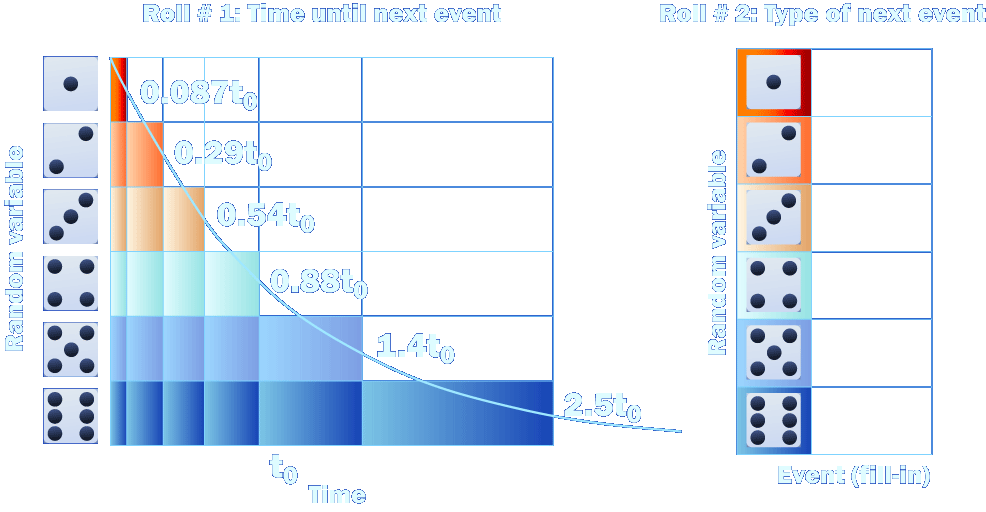 Roll # 1: Time until next event
Roll # 2: Type of next event
Random variable
0.087t₀
0.29t₀
0.54t₀
0.88t₀
1.4t₀
2.5t₀
t₀
Time
Random variable
Event (fill-in)